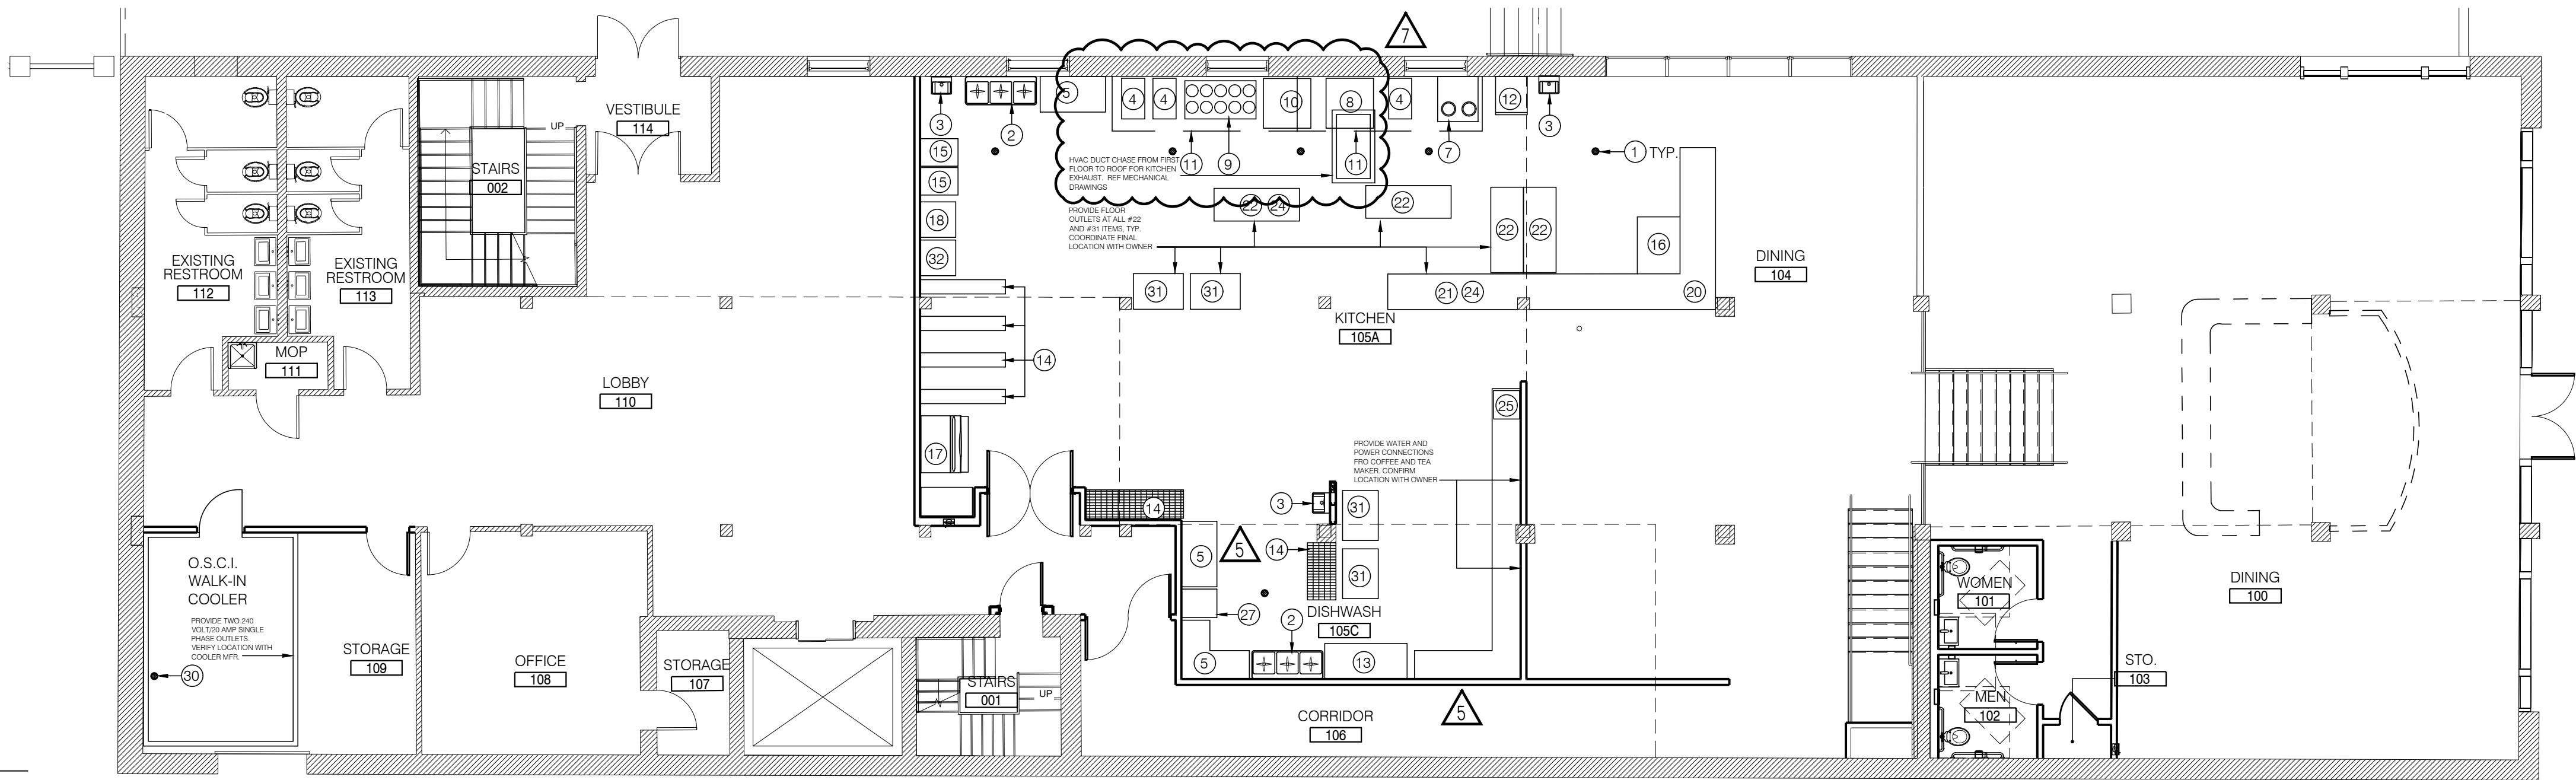 7
VESTIBULE
114
UP
STAIRS
002
5
4
4
10
8
4
12
3
2
11
9
11
7
3
1 TYP.
HVAC DUCT CHASE FROM FIRST
FLOOR TO ROOF FOR KITCHEN
EXHAUST. REF MECHANICAL
DRAWINGS
15
15
18
32
22
24
22
22
22
16
PROVIDE FLOOR
OUTLETS AT ALL #22
AND #31 ITEMS, TYP.
COORDINATE FINAL
LOCATION WITH OWNER
EXISTING
RESTROOM
112
EXISTING
RESTROOM
113
DINING
104
31
31
21
24
20
KITCHEN
105A
MOP
111
14
LOBBY
110
25
17
PROVIDE WATER AND
POWER CONNECTIONS
FRO COFFEE AND TEA
MAKER. CONFIRM
LOCATION WITH OWNER
14
3
31
5
5
14
31
27
DISHWASH
105C
2
5
13
O.S.C.I.
WALK-IN
COOLER
PROVIDE TWO 240
VOLT/20 AMP SINGLE
PHASE OUTLETS.
VERIFY LOCATION WITH
COOLER MFR.
30
STORAGE
109
OFFICE
108
STORAGE
107
STAIRS
001
UP
CORRIDOR
106
5
WOMEN
101
MEN
102
STO.
103
DINING
100